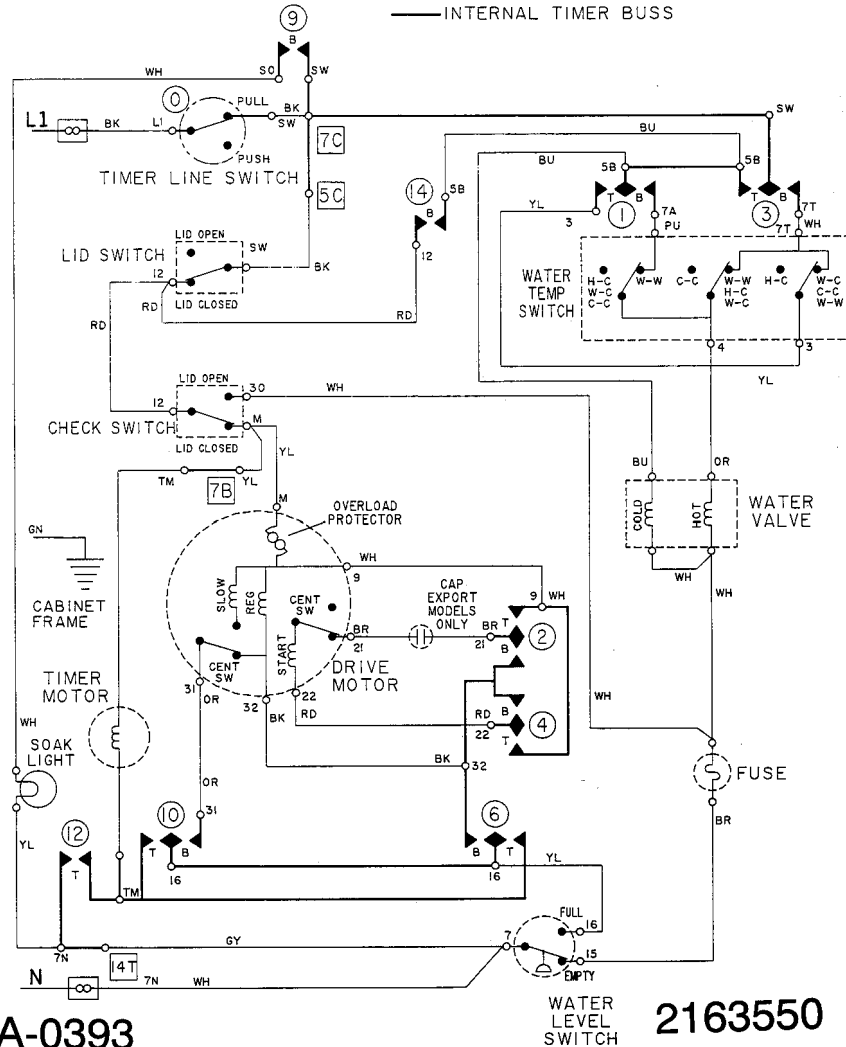 INTERNAL TIMER BUSS
9
B
SO SW
WH
0
PULL
BK
SW
L1
BK
L1
PUSH
TIMER LINE SWITCH
7C
5C
SW
BU
BU
5B
5B
14
B
5B
12
T B
1
T B
3
YL
3
7A
PU
7T
7T
WH
LID SWITCH
LID OPEN
SW
12
BK
LID CLOSED
RD
RD
RD
WATER
TEMP
SWITCH
H-C
W-C
C-C
W-W
C-C
W-W
H-C
W-C
H-C
W-C
C-C
W-W
4
3
YL
LID OPEN
30
WH
12
M
CHECK SWITCH
LID CLOSED
YL
TM
YL
7B
M
OVERLOAD
PROTECTOR
BU
OR
COLD
HOT
WATER
VALVE
WH
WH
GN
CABINET
FRAME
WH
9
SLOW
REG
CENT
SW
START
CENT
SW
BR
21
DRIVE
MOTOR
CAP
EXPORT
MODELS
ONLY
BR
21
9
WH
T
B
2
B
T
4
RD
22
31
OR
32
BK
22
RD
WH
TIMER
MOTOR
BK
32
WH
SOAK
LIGHT
YL
OR
31
FUSE
BR
12
T
10
T B
16
6
B T
16
YL
TM
FULL
16
7
15
EMPTY
7N
14T
GY
N
7N
WH
WATER
LEVEL
SWITCH
A-0393
2163550